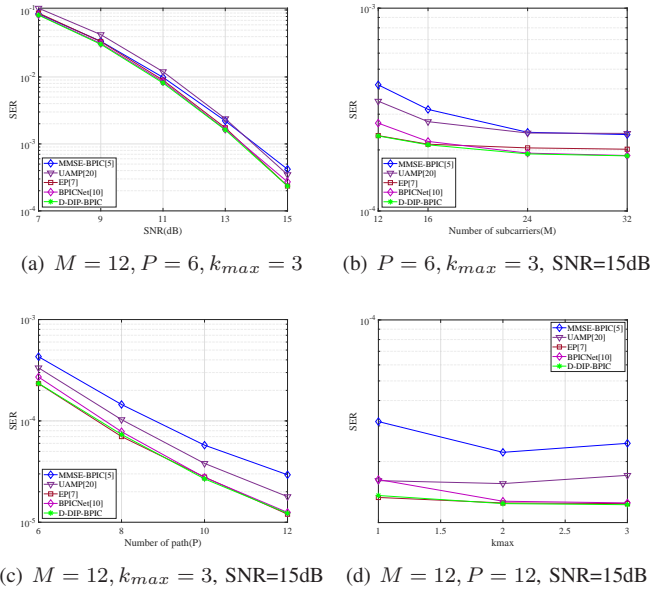 10^-1
10^-2
10^-3
10^-4
SER
MMSE-BPIC[5]
UAMP[20]
EP[7]
BPICNet[10]
D-DIP-BPIC
7 9 11 13 15
SNR(dB)
(a) M = 12, P = 6, k_max = 3
10^-3
10^-4
SER
MMSE-BPIC[5]
UAMP[20]
EP[7]
BPICNet[10]
D-DIP-BPIC
12 16 24 32
Number of subcarriers(M)
(b) P = 6, k_max = 3, SNR=15dB
10^-3
10^-4
10^-5
SER
MMSE-BPIC[5]
UAMP[20]
EP[7]
BPICNet[10]
D-DIP-BPIC
6 8 10 12
Number of path(P)
(c) M = 12, k_max = 3, SNR=15dB
10^-4
SER
MMSE-BPIC[5]
UAMP[20]
EP[7]
BPICNet[10]
D-DIP-BPIC
1 1.5 2 2.5 3
kmax
(d) M = 12, P = 12, SNR=15dB